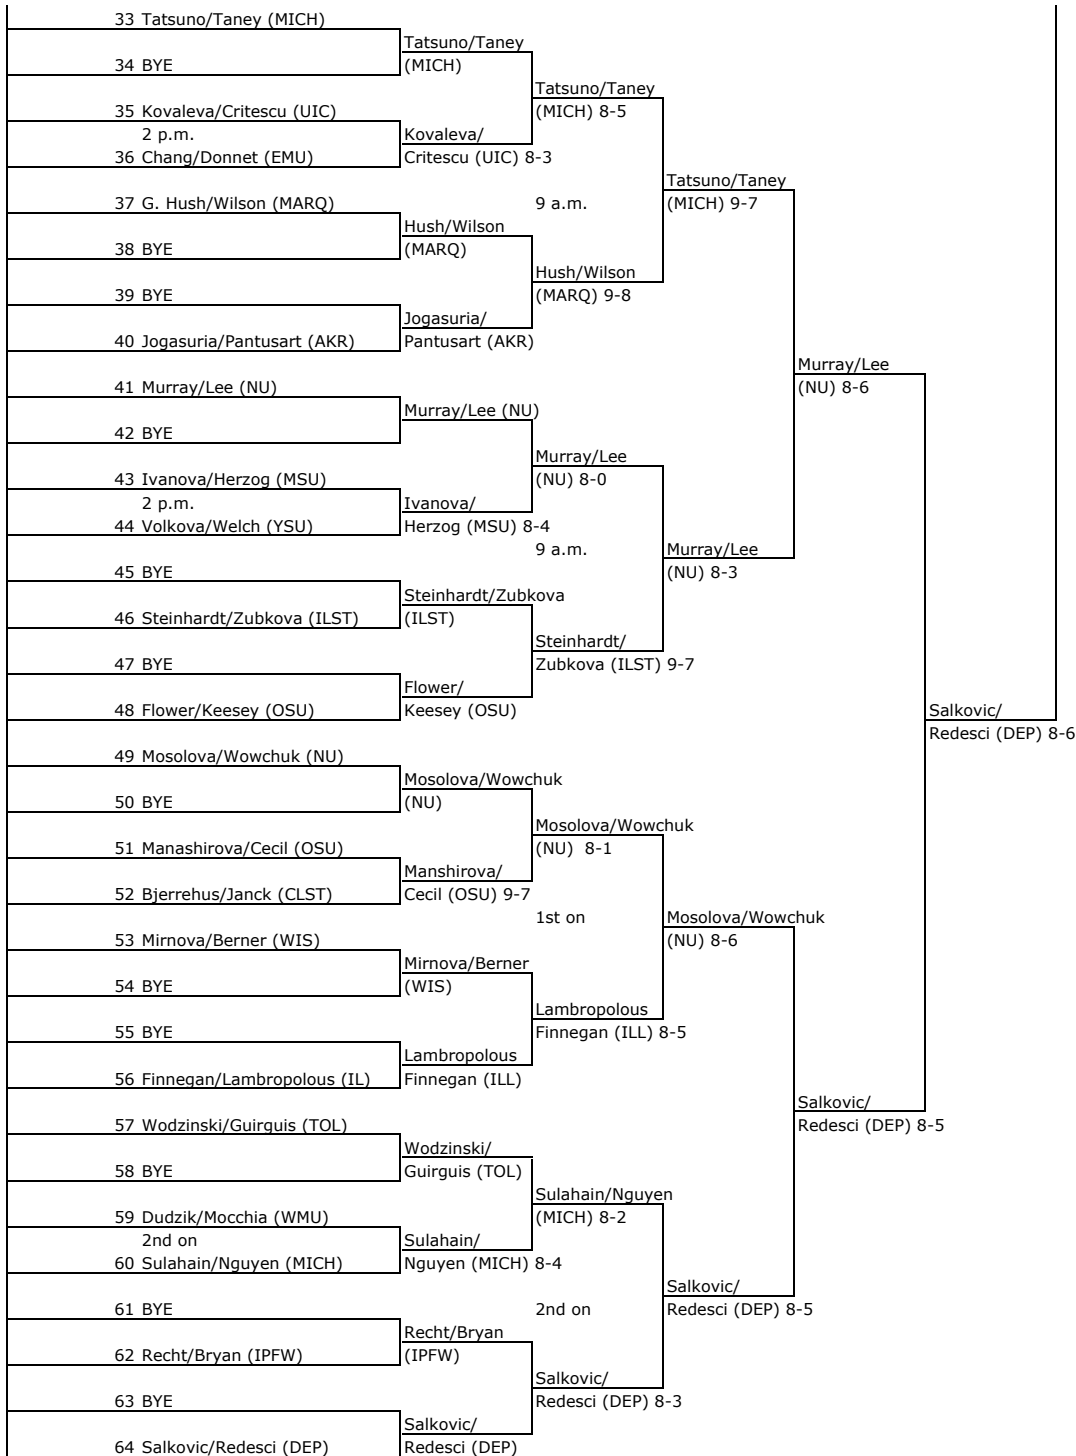 33 Tatsuno/Taney (MICH)
Tatsuno/Taney
34 BYE
(MICH)
Tatsuno/Taney
35 Kovaleva/Critescu (UIC)
(MICH) 8-5
2 p.m.
Kovaleva/
36 Chang/Donnet (EMU)
Critescu (UIC) 8-3
Tatsuno/Taney
37 G. Hush/Wilson (MARQ)
9 a.m.
(MICH) 9-7
Hush/Wilson
38 BYE
(MARQ)
Hush/Wilson
39 BYE
(MARQ) 9-8
Jogasuria/
40 Jogasuria/Pantusart (AKR)
Pantusart (AKR)
Murray/Lee
41 Murray/Lee (NU)
(NU) 8-6
Murray/Lee (NU)
42 BYE
Murray/Lee
43 Ivanova/Herzog (MSU)
(NU) 8-0
2 p.m.
Ivanova/
44 Volkova/Welch (YSU)
Herzog (MSU) 8-4
9 a.m.
Murray/Lee
45 BYE
(NU) 8-3
Steinhardt/Zubkova
46 Steinhardt/Zubkova (ILST)
(ILST)
Steinhardt/
47 BYE
Zubkova (ILST) 9-7
Flower/
48 Flower/Keesey (OSU)
Keesey (OSU)
Salkovic/
Redesci (DEP) 8-6
49 Mosolova/Wowchuk (NU)
Mosolova/Wowchuk
50 BYE
(NU)
Mosolova/Wowchuk
51 Manashirova/Cecil (OSU)
(NU) 8-1
Manshirova/
52 Bjerrehus/Janck (CLST)
Cecil (OSU) 9-7
1st on
Mosolova/Wowchuk
53 Mirnova/Berner (WIS)
(NU) 8-6
Mirnova/Berner
54 BYE
(WIS)
Lambropolous
55 BYE
Finnegan (ILL) 8-5
Lambropolous
56 Finnegan/Lambropolous (IL)
Finnegan (ILL)
Salkovic/
57 Wodzinski/Guirguis (TOL)
Redesci (DEP) 8-5
Wodzinski/
58 BYE
Guirguis (TOL)
Sulahain/Nguyen
59 Dudzik/Mocchia (WMU)
(MICH) 8-2
2nd on
Sulahain/
60 Sulahain/Nguyen (MICH)
Nguyen (MICH) 8-4
Salkovic/
61 BYE
2nd on
Redesci (DEP) 8-5
Recht/Bryan
62 Recht/Bryan (IPFW)
(IPFW)
Salkovic/
63 BYE
Redesci (DEP) 8-3
Salkovic/
64 Salkovic/Redesci (DEP)
Redesci (DEP)